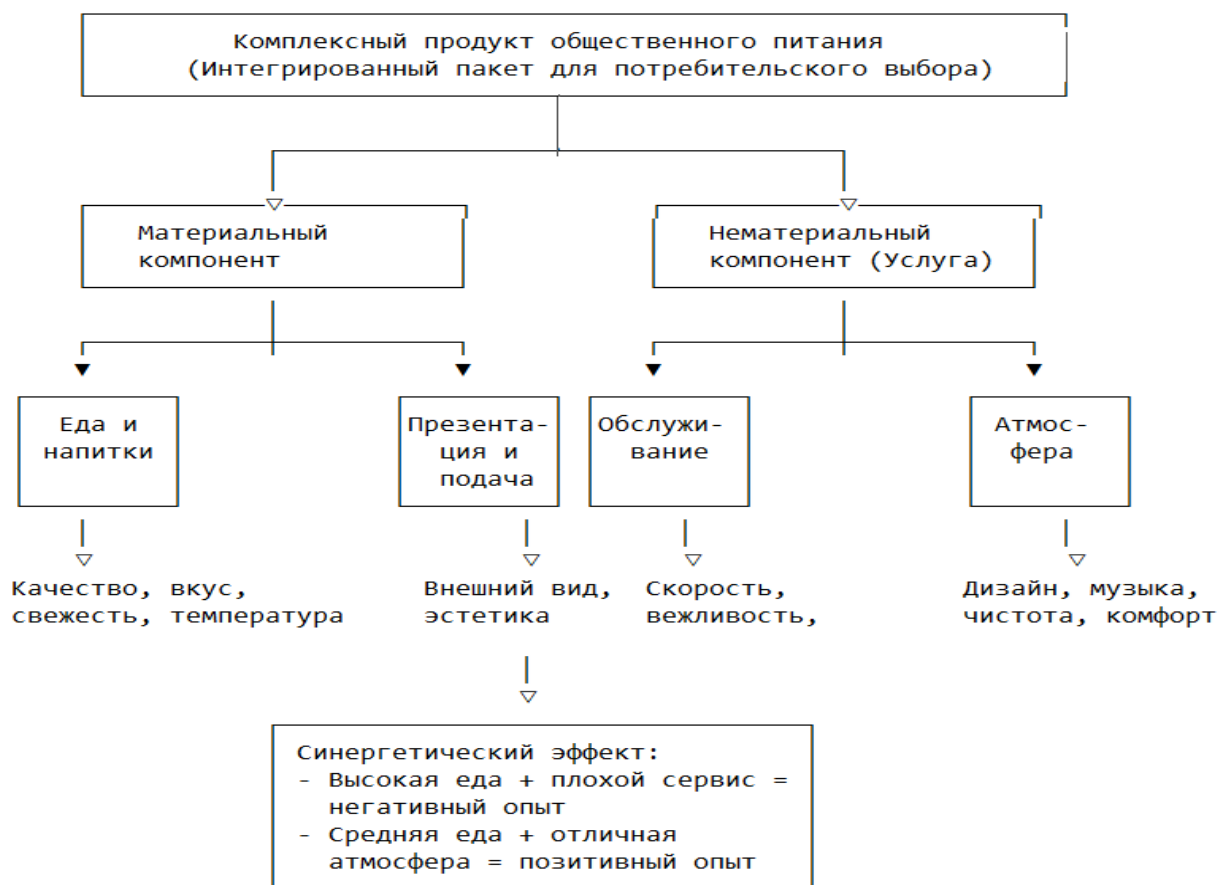 Комплексный продукт общественного питания
(Интегрированный пакет для потребительского выбора)
Материальный
компонент
Нематериальный
компонент (Услуга)
Еда и
напитки
Презента-
ция и
подача
Обслужи-
вание
Атмос-
фера
Качество, вкус,
свежесть, температура
Внешний вид,
эстетика
Скорость,
вежливость,
Дизайн, музыка,
чистота, комфорт
Синергетический эффект:
- Высокая еда + плохой сервис =
негативный опыт
- Средняя еда + отличная
атмосфера = позитивный опыт